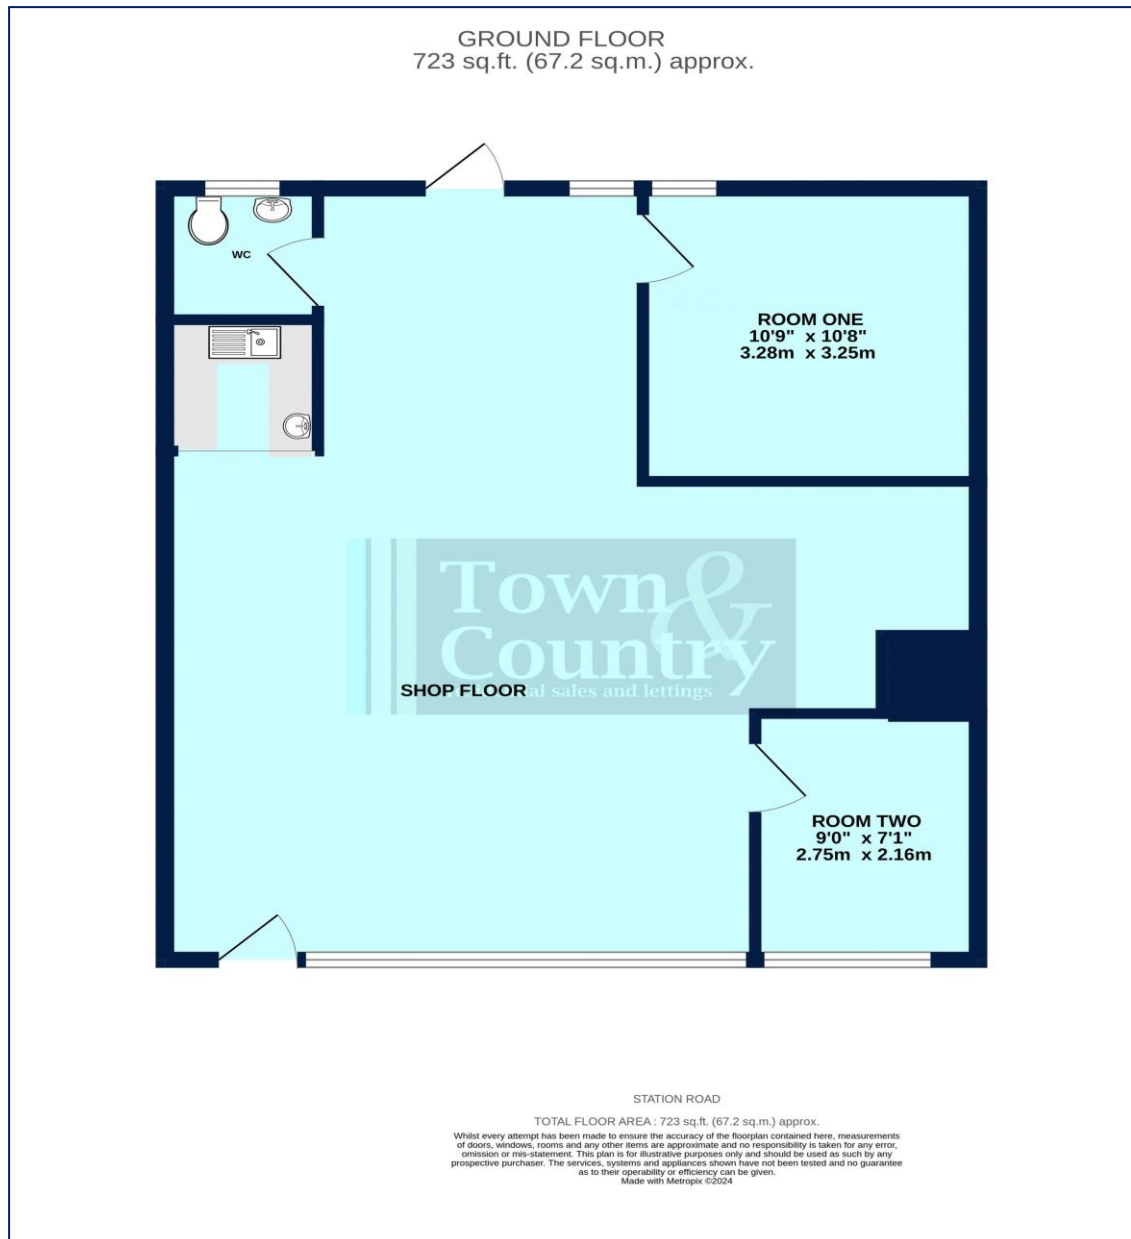 GROUND FLOOR
723 sq.ft. (67.2 sq.m.) approx.
WC
ROOM ONE
10'9" x 10'8"
3.28m x 3.25m
Town &
Country
SHOP FLOOR
sales and lettings
ROOM TWO
9'0" x 7'1"
2.75m x 2.16m
STATION ROAD
TOTAL FLOOR AREA : 723 sq.ft. (67.2 sq.m.) approx.
Whilst every attempt has been made to ensure the accuracy of the floorplan contained here, measurements
of doors, windows, rooms and any other items are approximate and no responsibility is taken for any error,
omission or mis-statement. This plan is for illustrative purposes only and should be used as such by any
prospective purchaser. The services, systems and appliances shown have not been tested and no guarantee
as to their operability or efficiency can be given.
Made with Metropix ©2024